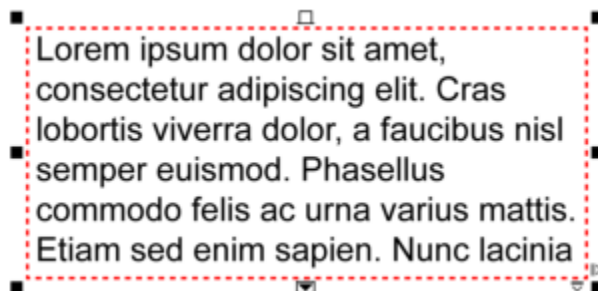 Lorem ipsum dolor sit amet,
consectetur adipiscing elit. Cras
lobortis viverra dolor, a faucibus nisl
semper euismod. Phasellus
commodo felis ac urna varius mattis.
Etiam sed enim sapien. Nunc lacinia